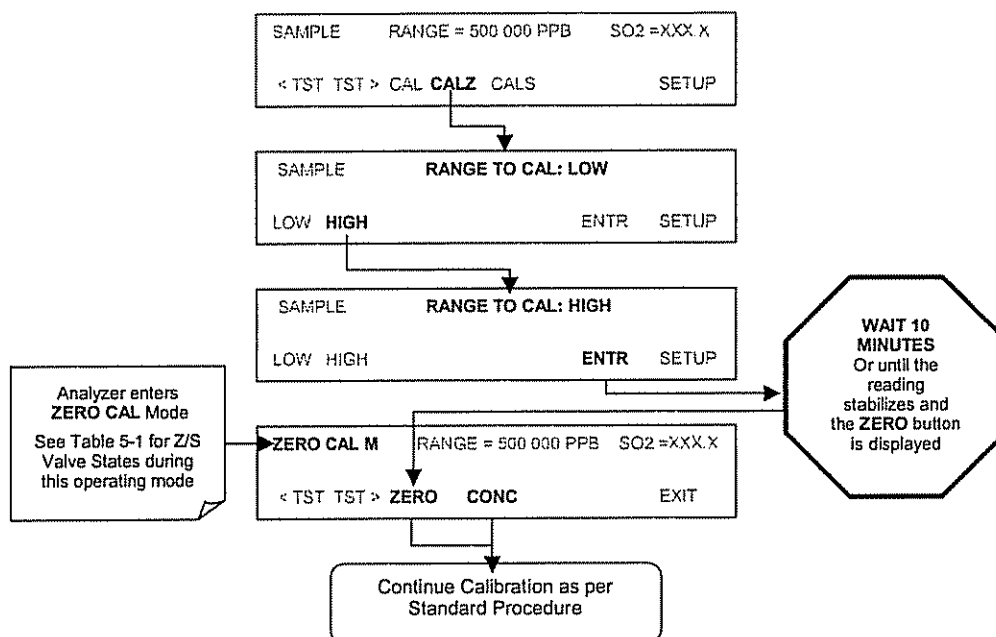 SAMPLE RANGE = 500 000 PPB SO2 =XXX.X
< TST TST > CAL CALZ CALS SETUP
SAMPLE RANGE TO CAL: LOW
LOW HIGH ENTR SETUP
SAMPLE RANGE TO CAL: HIGH
LOW HIGH ENTR SETUP
WAIT 10
MINUTES
Or until the
reading
stabilizes and
the ZERO button
is displayed
Analyzer enters
ZERO CAL Mode
See Table 5-1 for Z/S
Valve States during
this operating mode
ZERO CAL M RANGE = 500 000 PPB SO2 =XXX.X
< TST TST > ZERO CONC EXIT
Continue Calibration as per
Standard Procedure